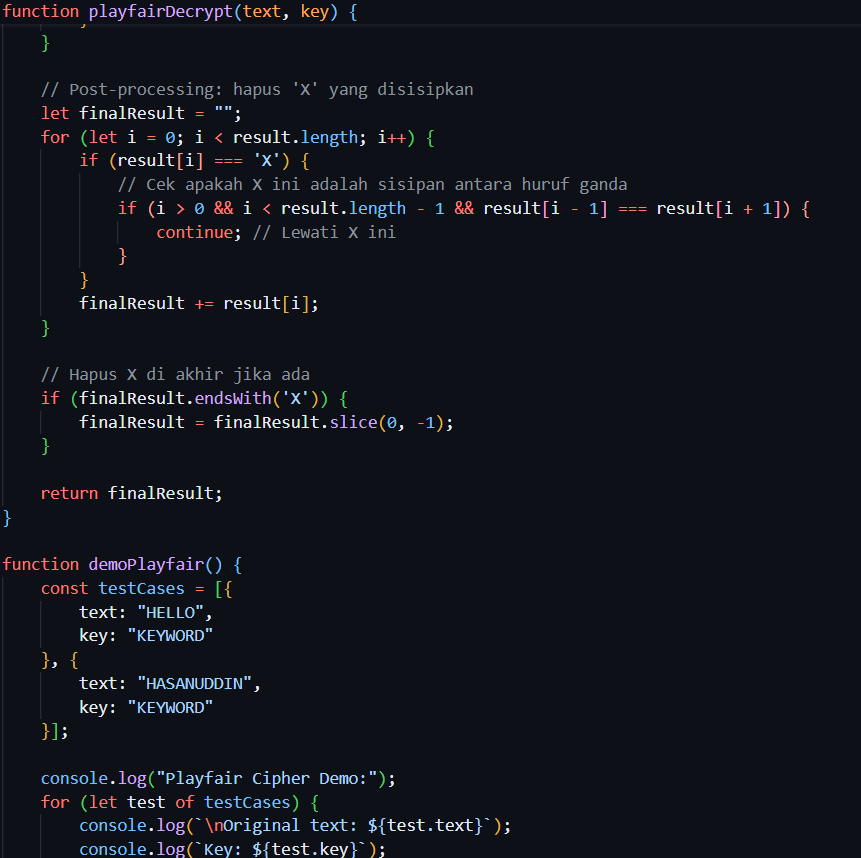 function playfairDecrypt(text, key) {
    }

    // Post-processing: hapus 'X' yang disisipkan
    let finalResult = "";
    for (let i = 0; i < result.length; i++) {
        if (result[i] === 'X') {
            // Cek apakah X ini adalah sisipan antara huruf ganda
            if (i > 0 && i < result.length - 1 && result[i - 1] === result[i + 1]) {
                continue; // Lewati X ini
            }
        }
        finalResult += result[i];
    }

    // Hapus X di akhir jika ada
    if (finalResult.endsWith('X')) {
        finalResult = finalResult.slice(0, -1);
    }

    return finalResult;
}

function demoPlayfair() {
    const testCases = [{
        text: "HELLO",
        key: "KEYWORD"
    }, {
        text: "HASANUDDIN",
        key: "KEYWORD"
    }];

    console.log("Playfair Cipher Demo:");
    for (let test of testCases) {
        console.log(`\nOriginal text: ${test.text}`);
        console.log(`Key: ${test.key}`);